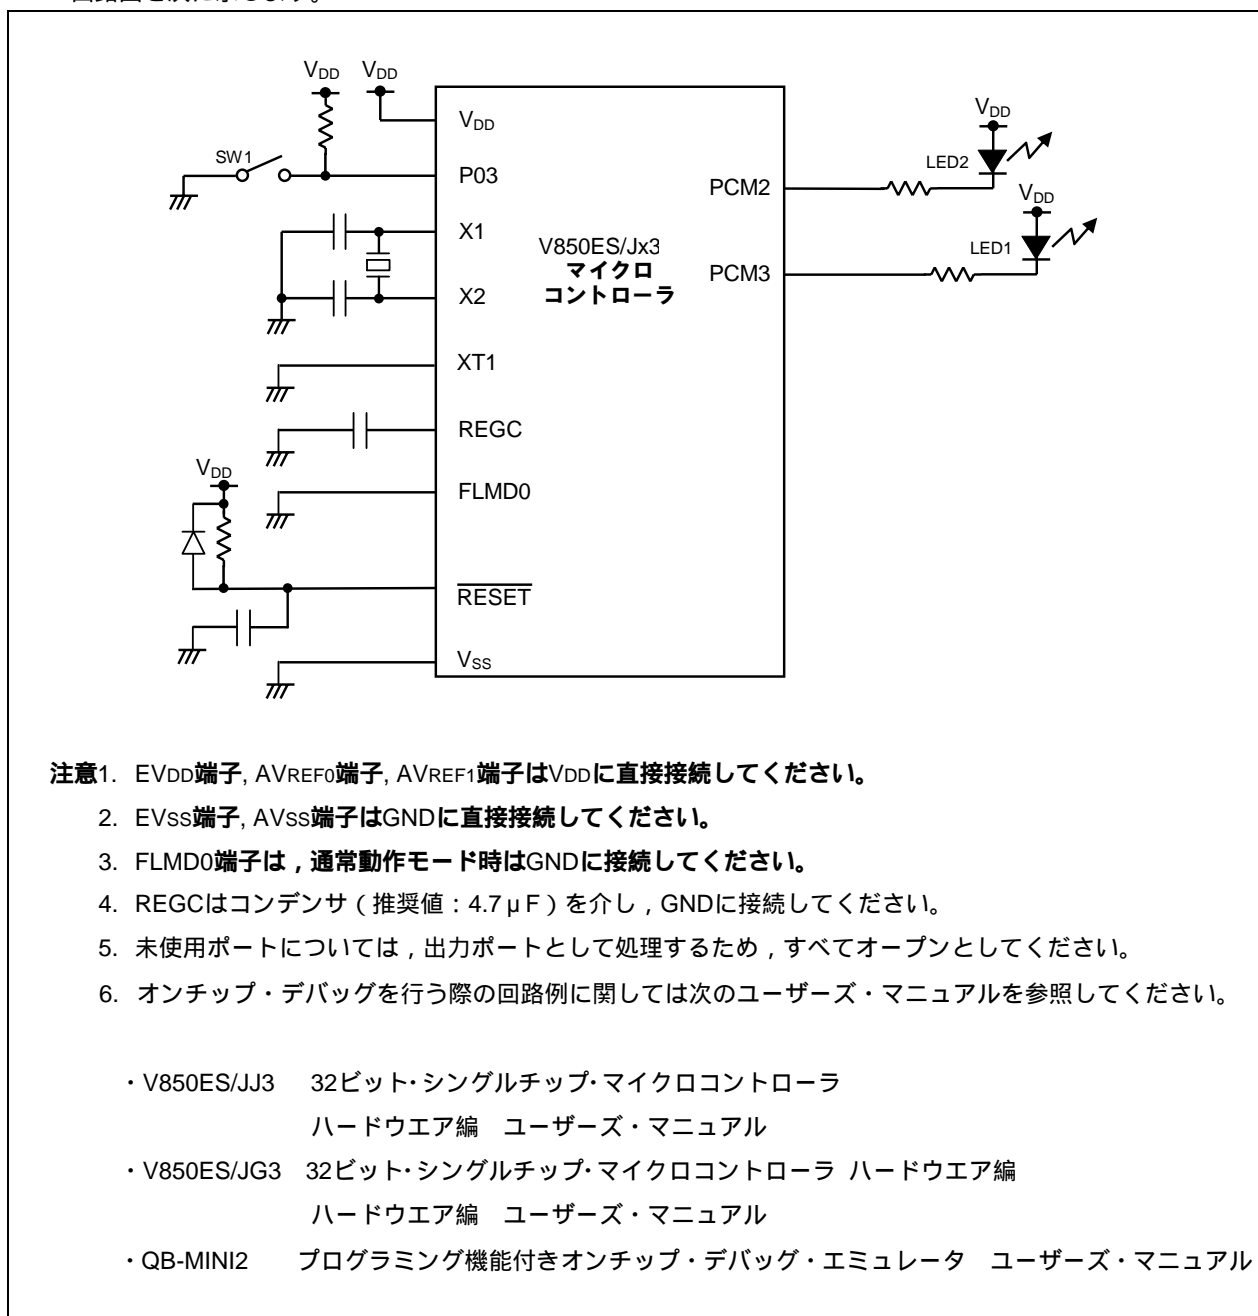 VDD VDD
VDD
SW1
P03
PCM2
VDD
LED2
X1
V850ES/Jx3
マイクロ
コントローラ
PCM3
VDD
LED1
X2
XT1
REGC
VDD
FLMD0
RESET
VSS
注意1. EVDD端子, AVREF0端子, AVREF1端子はVDDに直接接続してください。
2. EVSS端子, AVSS端子はGNDに直接接続してください。
3. FLMD0端子は,通常動作モード時はGNDに接続してください。
4. REGCはコンデンサ(推奨値:4.7μF)を介し,GNDに接続してください。
5. 未使用ポートについては,出力ポートとして処理するため,すべてオープンとしてください。
6. オンチップ・デバッグを行う際の回路例に関しては次のユーザーズ・マニュアルを参照してください。
・V850ES/JJ3 32ビット・シングルチップ・マイクロコントローラ
ハードウエア編 ユーザーズ・マニュアル
・V850ES/JG3 32ビット・シングルチップ・マイクロコントローラ ハードウエア編
ハードウエア編 ユーザーズ・マニュアル
・QB-MINI2 プログラミング機能付きオンチップ・デバッグ・エミュレータ ユーザーズ・マニュアル